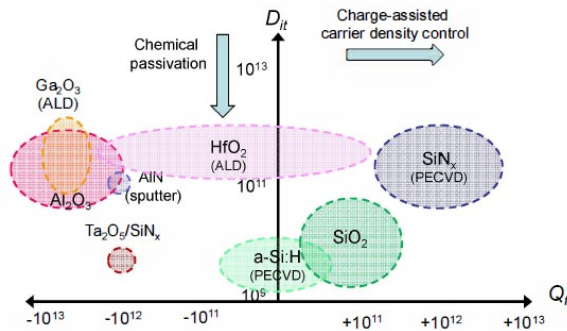 D_it
Charge-assisted
carrier density control
Chemical
passivation
10^13
Ga₂O₃
(ALD)
HfO₂
(ALD)
SiNₓ
(PECVD)
AlN
(sputter)
Al₂O₃
10^11
Ta₂O₅/SiNₓ
SiO₂
a-Si:H
(PECVD)
10^9
-10^13 -10^12 -10^11 +10^11 +10^12 +10^13
Q_f